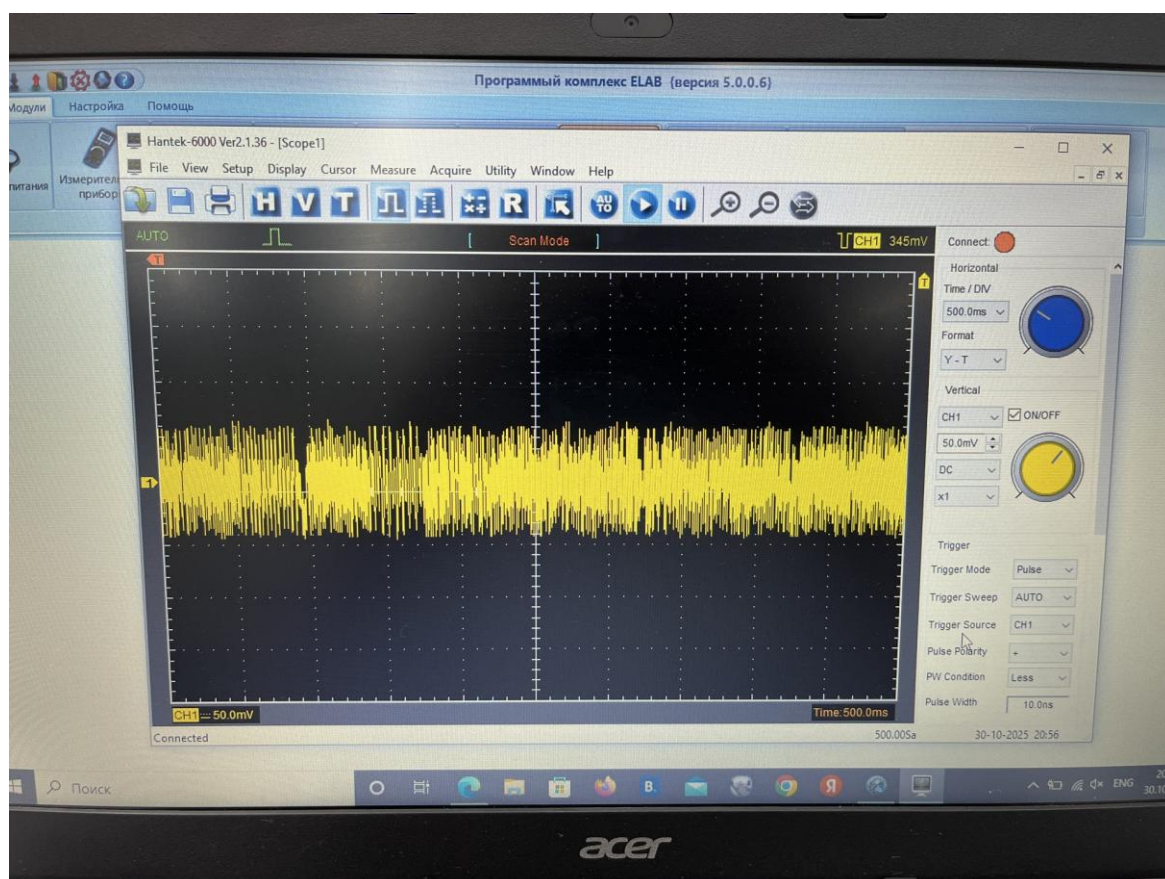 Программный комплекс ELAB (версия 5.0.0.6)
Модули Настройка Помощь
Hantek-6000 Ver2.1.36 - [Scope1]
File View Setup Display Cursor Measure Acquire Utility Window Help
H V T R AUTO
AUTO [ Scan Mode ] CH1 345mV
T
T
1
CH1 50.0mV
Time:500.0ms
Connected 500.00Sa 30-10-2025 20:56
Connect:
Horizontal
Time / DIV
500.0ms
Format
Y - T
Vertical
CH1 ON/OFF
50.0mV
DC
x1
Trigger
Trigger Mode Pulse
Trigger Sweep AUTO
Trigger Source CH1
Pulse Polarity +
PW Condition Less
Pulse Width 10.0ns
Поиск B. Я ENG
acer